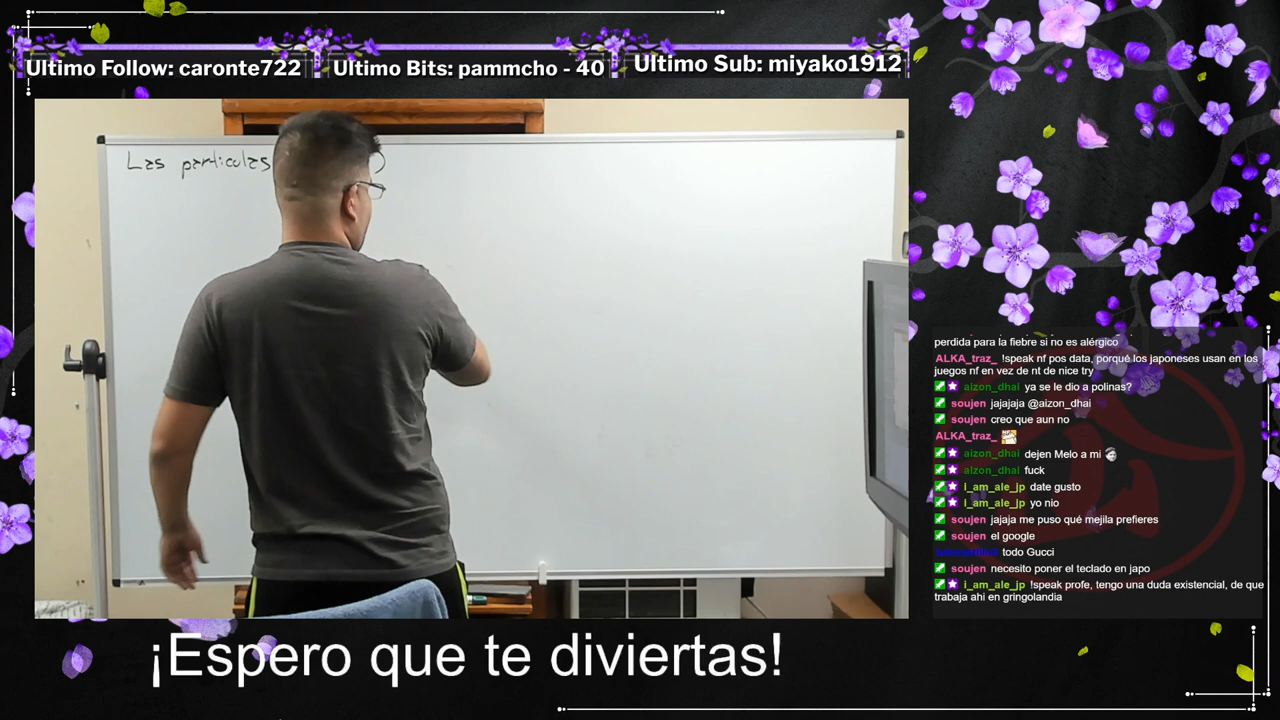 Ultimo Follow: caronte722
Ultimo Bits: pammcho - 40
Ultimo Sub: miyako1912
Las particulas
perdida para la fiebre si no es alérgico
ALKA_traz_ !speak nf pos data, porqué los japoneses usan en los
juegos nf en vez de nt de nice try
aizon_dhai ya se le dio a polinas?
soujen jajajaja @aizon_dhai
soujen creo que aun no
ALKA_traz_
aizon_dhai dejen Melo a mi
aizon_dhai fuck
i_am_ale_jp date gusto
i_am_ale_jp yo nio
soujen jajaja me puso qué mejila prefieres
soujen el google
todo Gucci
soujen necesito poner el teclado en japo
i_am_ale_jp !speak profe, tengo una duda existencial, de que
trabaja ahi en gringolandia
¡Espero que te diviertas!